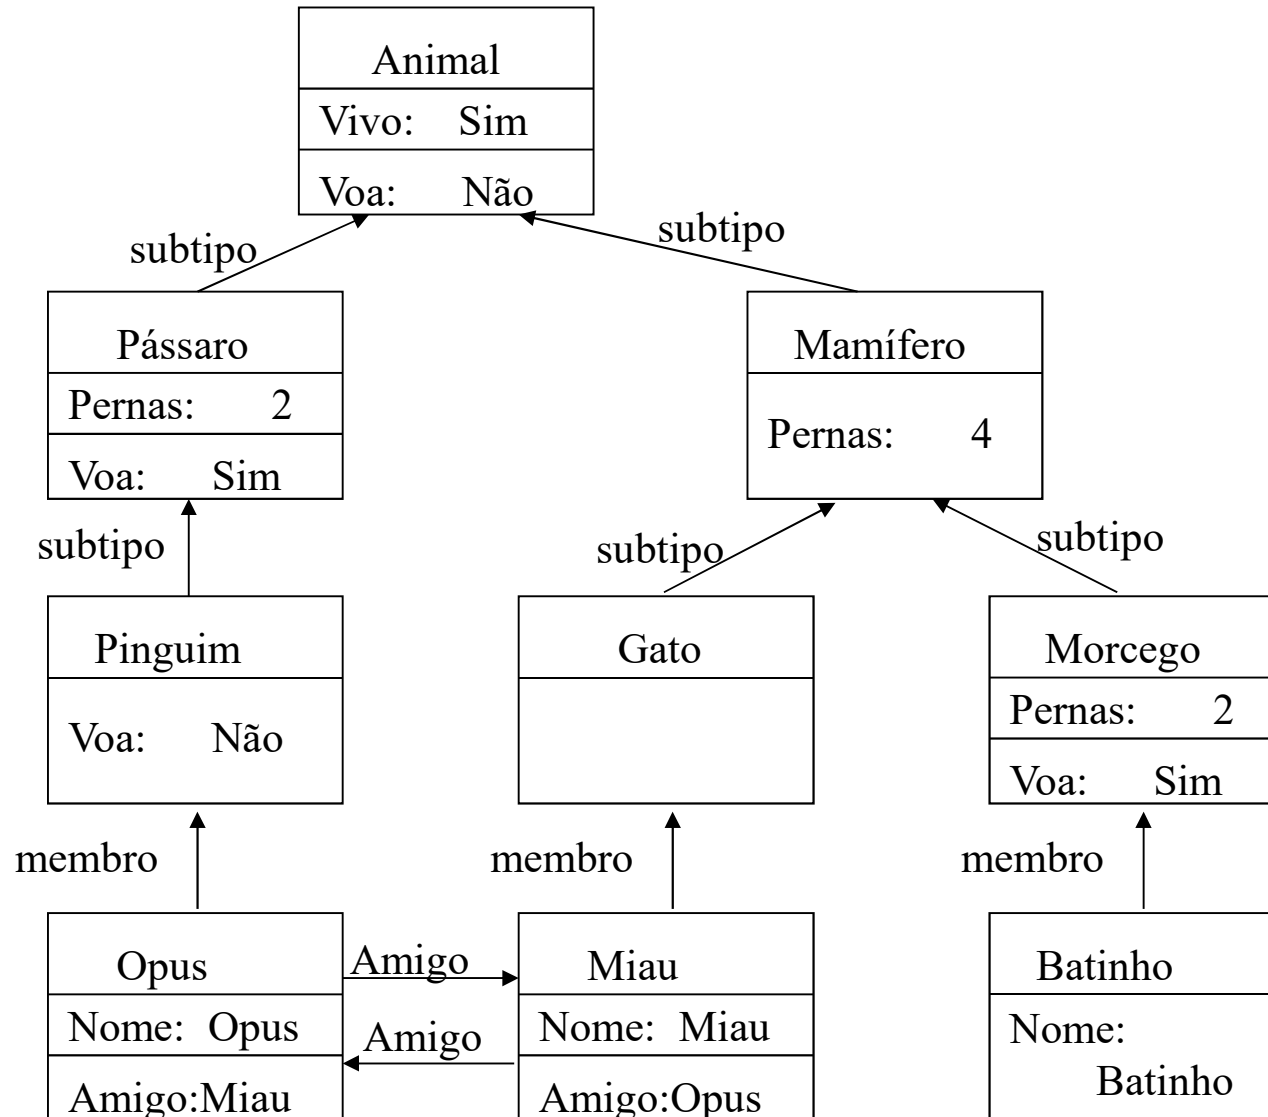 Animal
Vivo: Sim
Voa: Não
subtipo
subtipo
Pássaro
Pernas: 2
Voa: Sim
Mamífero
Pernas: 4
subtipo
subtipo
subtipo
Pinguim
Voa: Não
Gato
Morcego
Pernas: 2
Voa: Sim
membro
membro
membro
Opus
Nome: Opus
Amigo:Miau
Amigo
Amigo
Miau
Nome: Miau
Amigo:Opus
Batinho
Nome:
Batinho